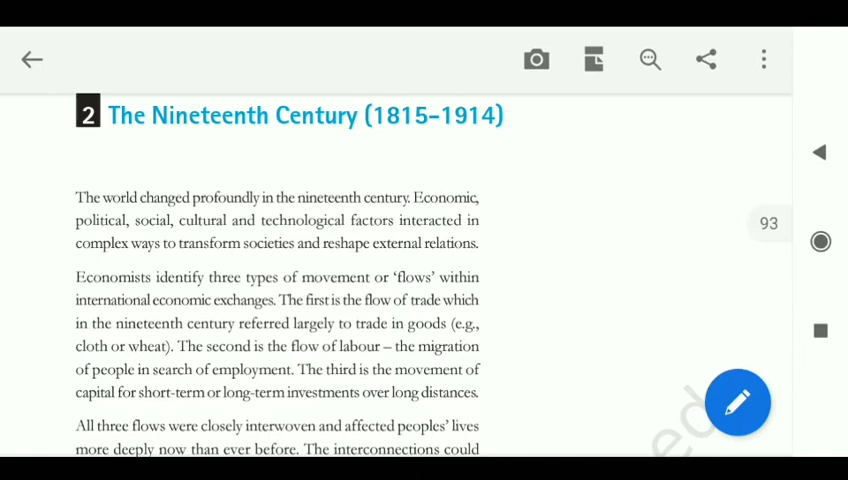 2 The Nineteenth Century (1815-1914)
The world changed profoundly in the nineteenth century. Economic,
political, social, cultural and technological factors interacted in
complex ways to transform societies and reshape external relations.
93
Economists identify three types of movement or ‘flows’ within
international economic exchanges. The first is the flow of trade which
in the nineteenth century referred largely to trade in goods (e.g.,
cloth or wheat). The second is the flow of labour – the migration
of people in search of employment. The third is the movement of
capital for short-term or long-term investments over long distances.
All three flows were closely interwoven and affected peoples’ lives
more deeply now than ever before. The interconnections could
ed